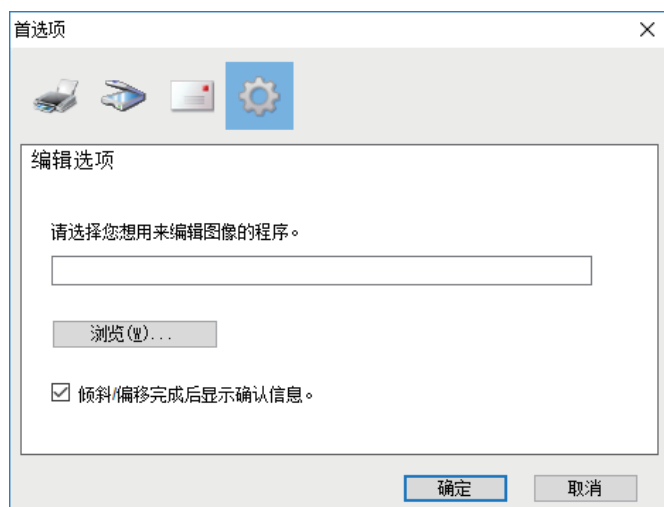 首选项
编辑选项
请选择您想用来编辑图像的程序。
浏览(W)...
倾斜/偏移完成后显示确认信息。
确定 取消